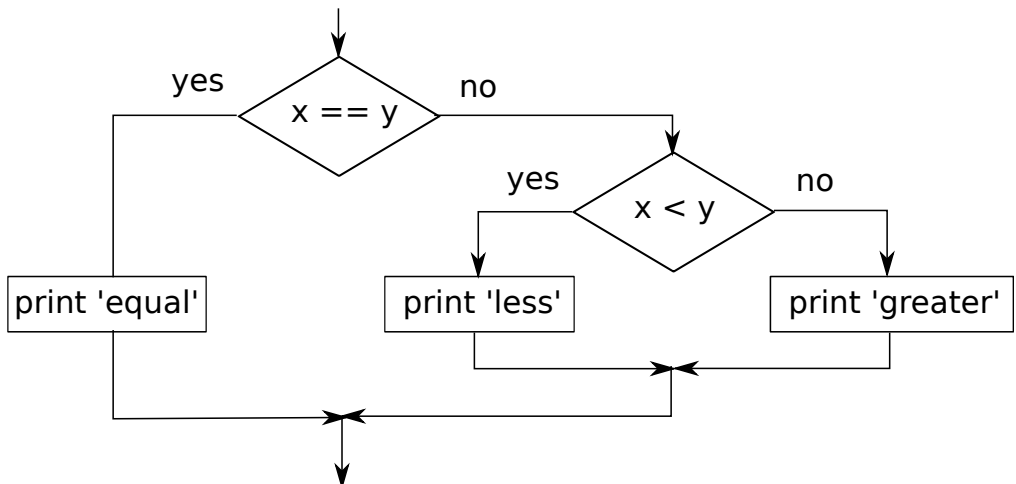 yes
no
x == y
yes
no
x < y
print 'equal'
print 'less'
print 'greater'